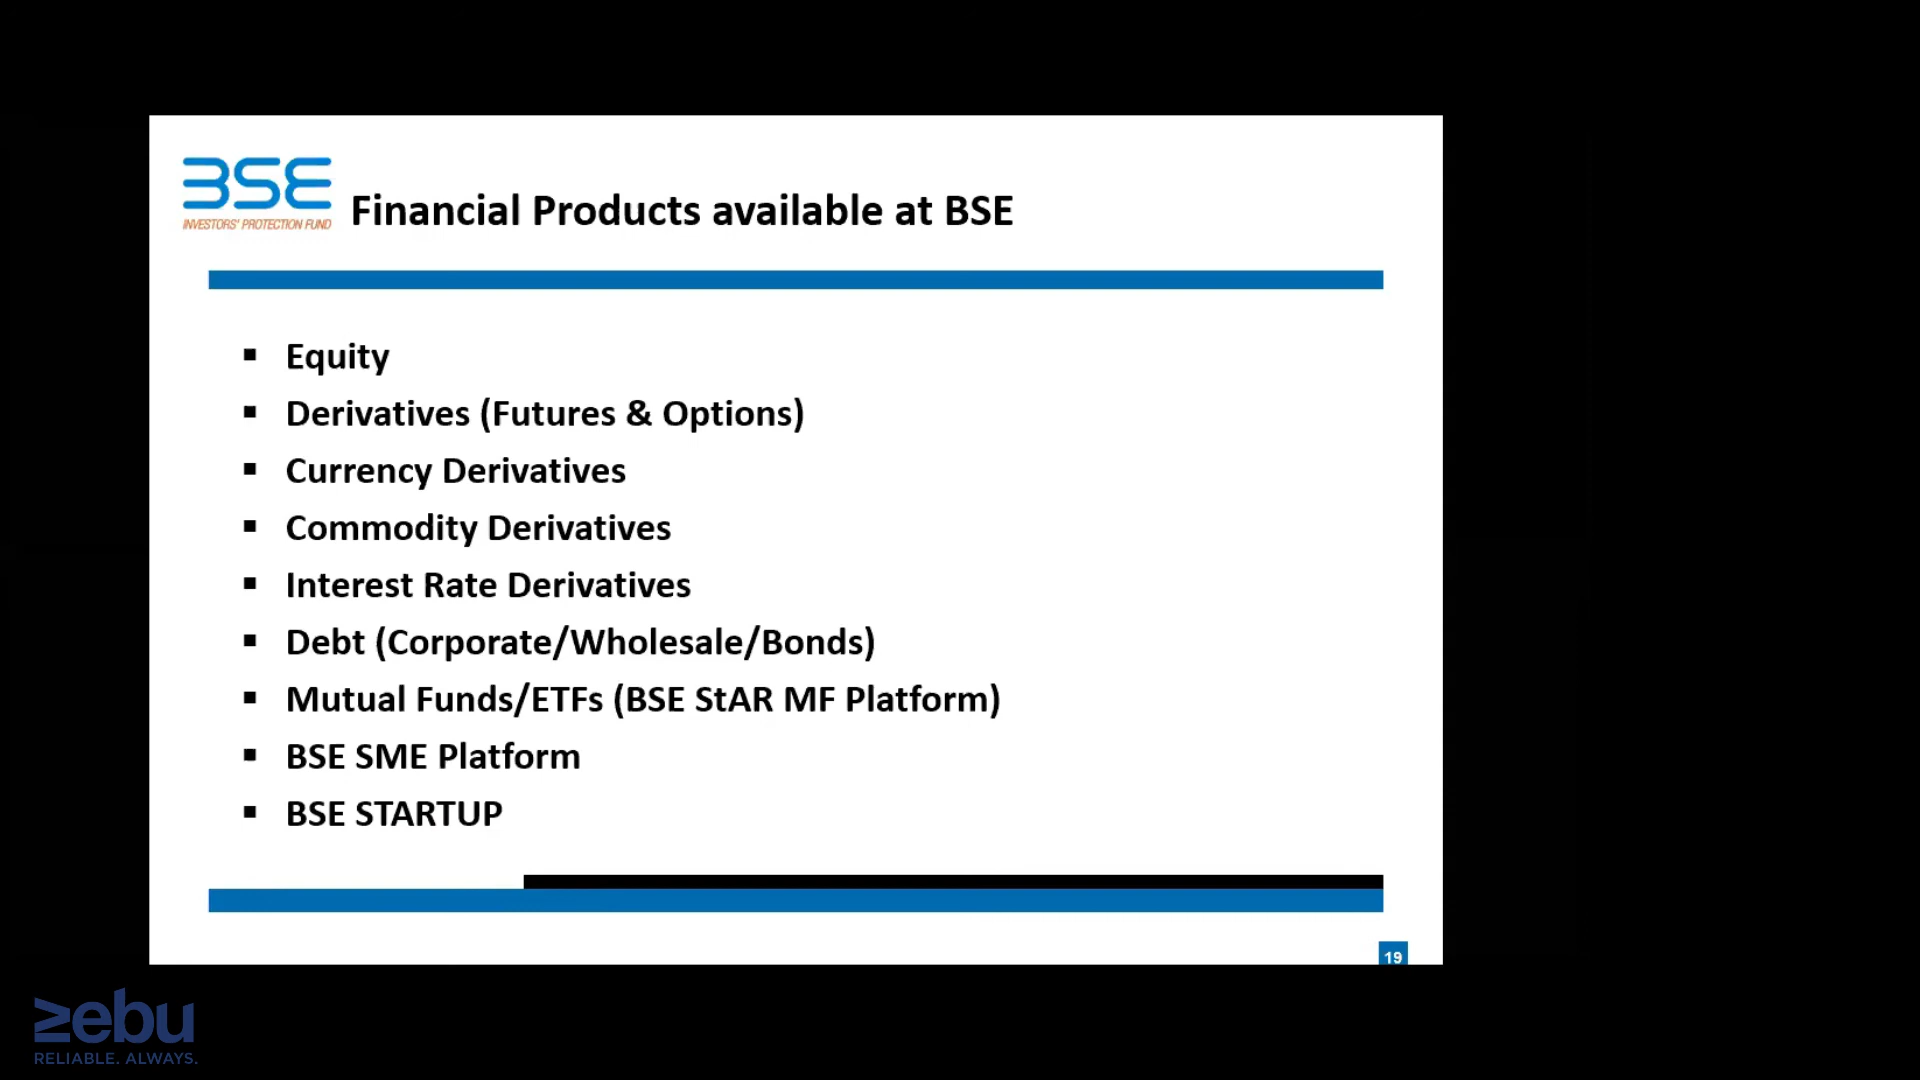 BSE
INVESTORS' PROTECTION FUND
Financial Products available at BSE
▪ Equity
▪ Derivatives (Futures & Options)
▪ Currency Derivatives
▪ Commodity Derivatives
▪ Interest Rate Derivatives
▪ Debt (Corporate/Wholesale/Bonds)
▪ Mutual Funds/ETFs (BSE StAR MF Platform)
▪ BSE SME Platform
▪ BSE STARTUP
19
zebu
RELIABLE. ALWAYS.